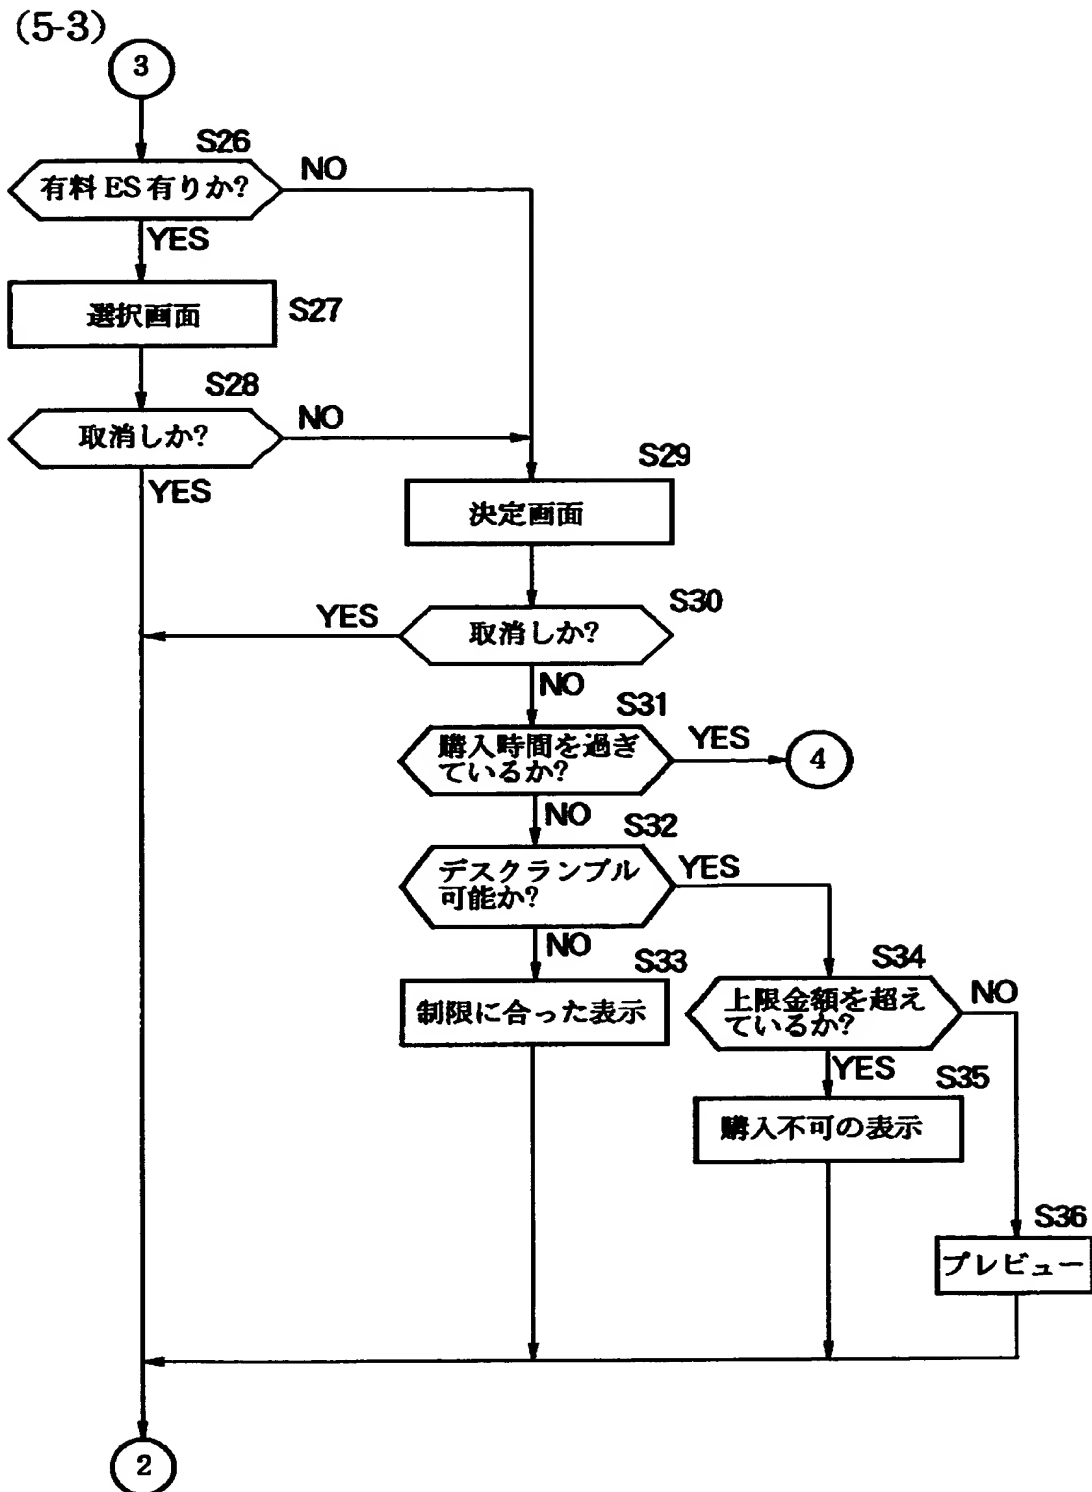 (5-3)
3
S26
有料ES有りか?
NO
YES
選択画面
S27
S28
取消しか?
NO
YES
S29
決定画面
S30
YES
取消しか?
NO
S31
購入時間を過ぎ
ているか?
YES
4
NO
S32
デスクランブル
可能か?
YES
NO
S33
制限に合った表示
S34
上限金額を超え
ているか?
NO
YES
S35
購入不可の表示
S36
プレビュー
2